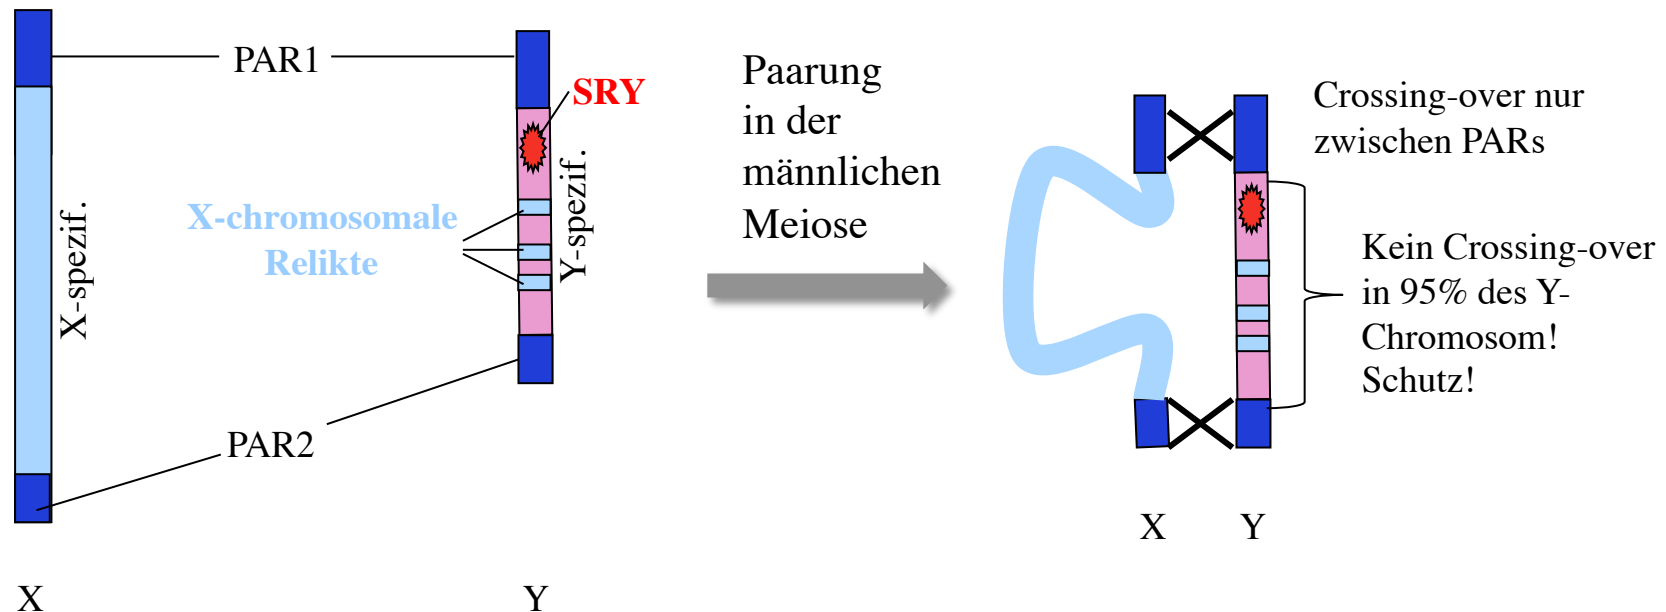 PAR1
SRY
X-spezif.
X-chromosomale
Relikte
Y-spezif.
PAR2
X
Y
Paarung
in der
männlichen
Meiose
Crossing-over nur
zwischen PARs
Kein Crossing-over
in 95% des Y-
Chromosom!
Schutz!
X
Y